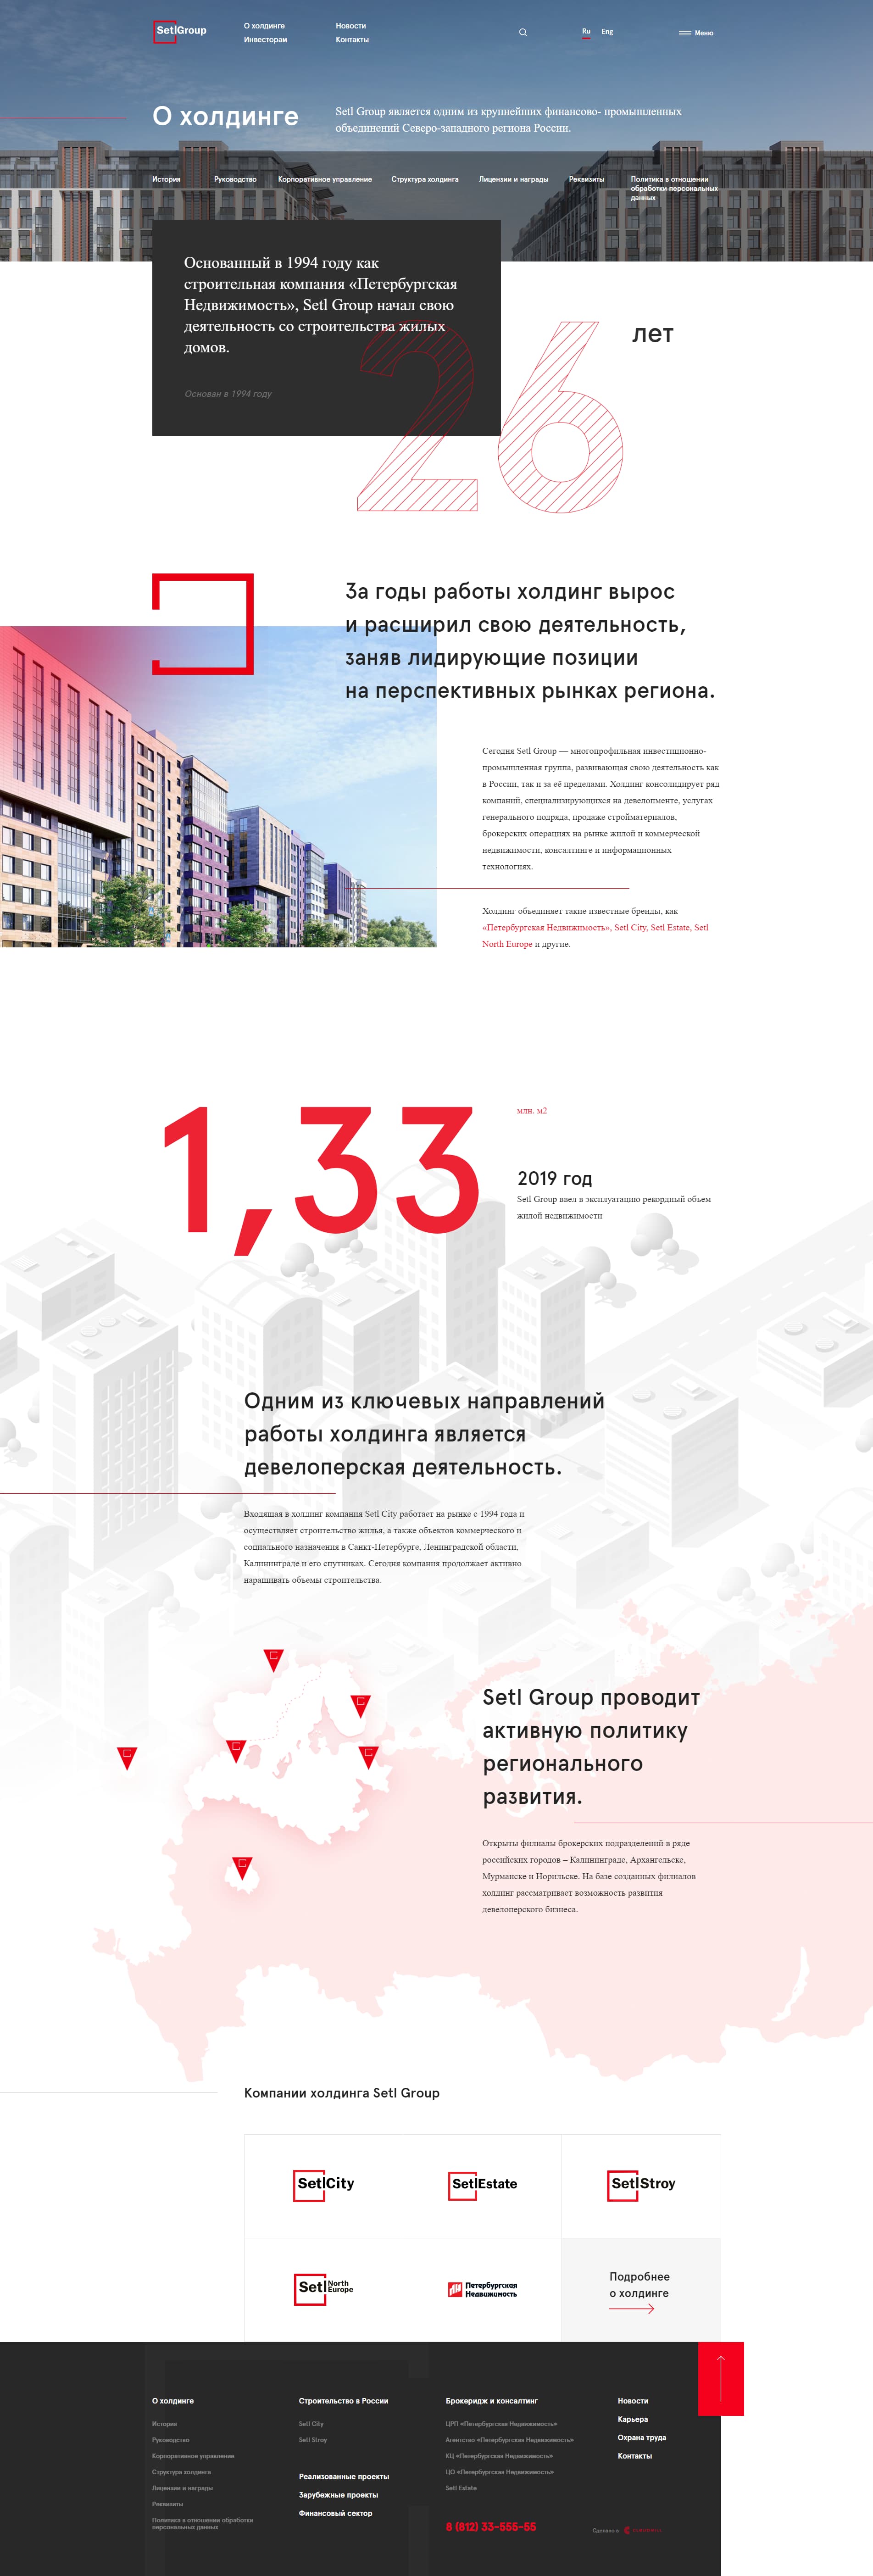 SetlGroup
О холдинге
Инвесторам
Новости
Контакты
Ru Eng
Меню
О холдинге
Setl Group является одним из крупнейших финансово- промышленных
объединений Северо-западного региона России.
История
Руководство
Корпоративное управление
Структура холдинга
Лицензии и награды
Реквизиты
Политика в отношении
обработки персональных
данных
Основанный в 1994 году как
строительная компания «Петербургская
Недвижимость», Setl Group начал свою
деятельность со строительства жилых
домов.
Основан в 1994 году
26
лет
За годы работы холдинг вырос
и расширил свою деятельность,
заняв лидирующие позиции
на перспективных рынках региона.
Сегодня Setl Group — многопрофильная инвестиционно-
промышленная группа, развивающая свою деятельность как
в России, так и за её пределами. Холдинг консолидирует ряд
компаний, специализирующихся на девелопменте, услугах
генерального подряда, продаже стройматериалов,
брокерских операциях на рынке жилой и коммерческой
недвижимости, консалтинге и информационных
технологиях.
Холдинг объединяет такие известные бренды, как
«Петербургская Недвижимость», Setl City, Setl Estate, Setl
North Europe и другие.
1,33
млн. м2
2019 год
Setl Group ввел в эксплуатацию рекордный объем
жилой недвижимости
Одним из ключевых направлений
работы холдинга является
девелоперская деятельность.
Входящая в холдинг компания Setl City работает на рынке с 1994 года и
осуществляет строительство жилья, а также объектов коммерческого и
социального назначения в Санкт-Петербурге, Ленинградской области,
Калининграде и его спутниках. Сегодня компания продолжает активно
наращивать объемы строительства.
Setl Group проводит
активную политику
регионального
развития.
Открыты филиалы брокерских подразделений в ряде
российских городов – Калининграде, Архангельске,
Мурманске и Норильске. На базе созданных филиалов
холдинг рассматривает возможность развития
девелоперского бизнеса.
Компании холдинга Setl Group
SetlCity
SetlEstate
SetlStroy
Setl North
Europe
Петербургская
Недвижимость
Подробнее
о холдинге
О холдинге
История
Руководство
Корпоративное управление
Структура холдинга
Лицензии и награды
Реквизиты
Политика в отношении обработки
персональных данных
Строительство в России
Setl City
Setl Stroy
Реализованные проекты
Зарубежные проекты
Финансовый сектор
Брокеридж и консалтинг
ЦРП «Петербургская Недвижимость»
Агентство «Петербургская Недвижимость»
КЦ «Петербургская Недвижимость»
ЦО «Петербургская Недвижимость»
Setl Estate
8 (812) 33-555-55
Новости
Карьера
Охрана труда
Контакты
Сделано в